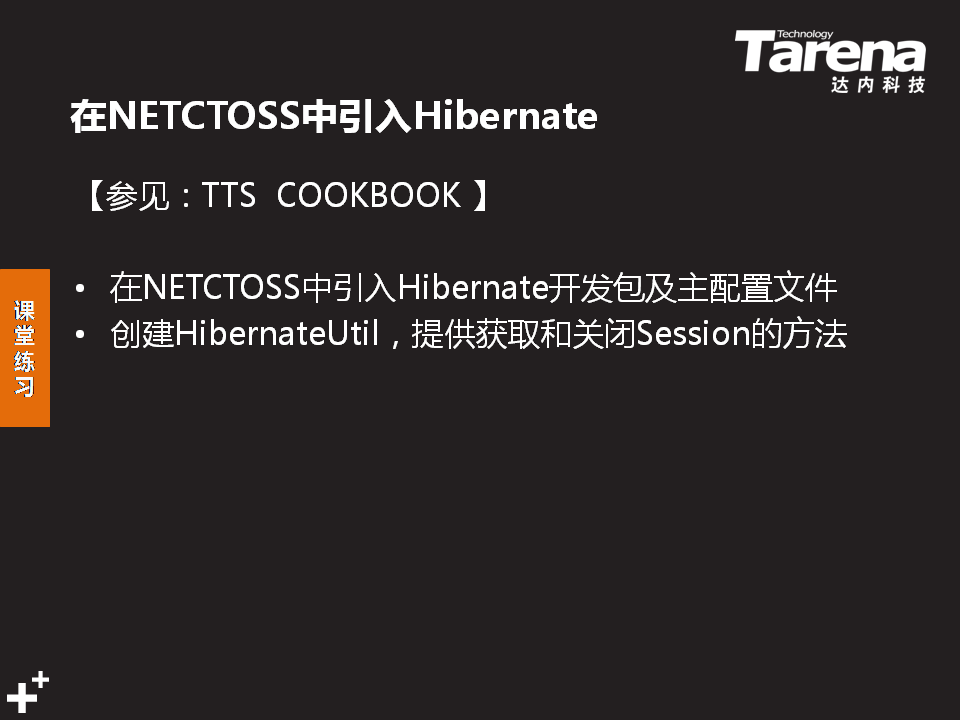 Technology
Tarena
达内科技
在NETCTOSS中引入Hibernate
【参见：TTS COOKBOOK 】
• 在NETCTOSS中引入Hibernate开发包及主配置文件
• 创建HibernateUtil，提供获取和关闭Session的方法
课堂练习